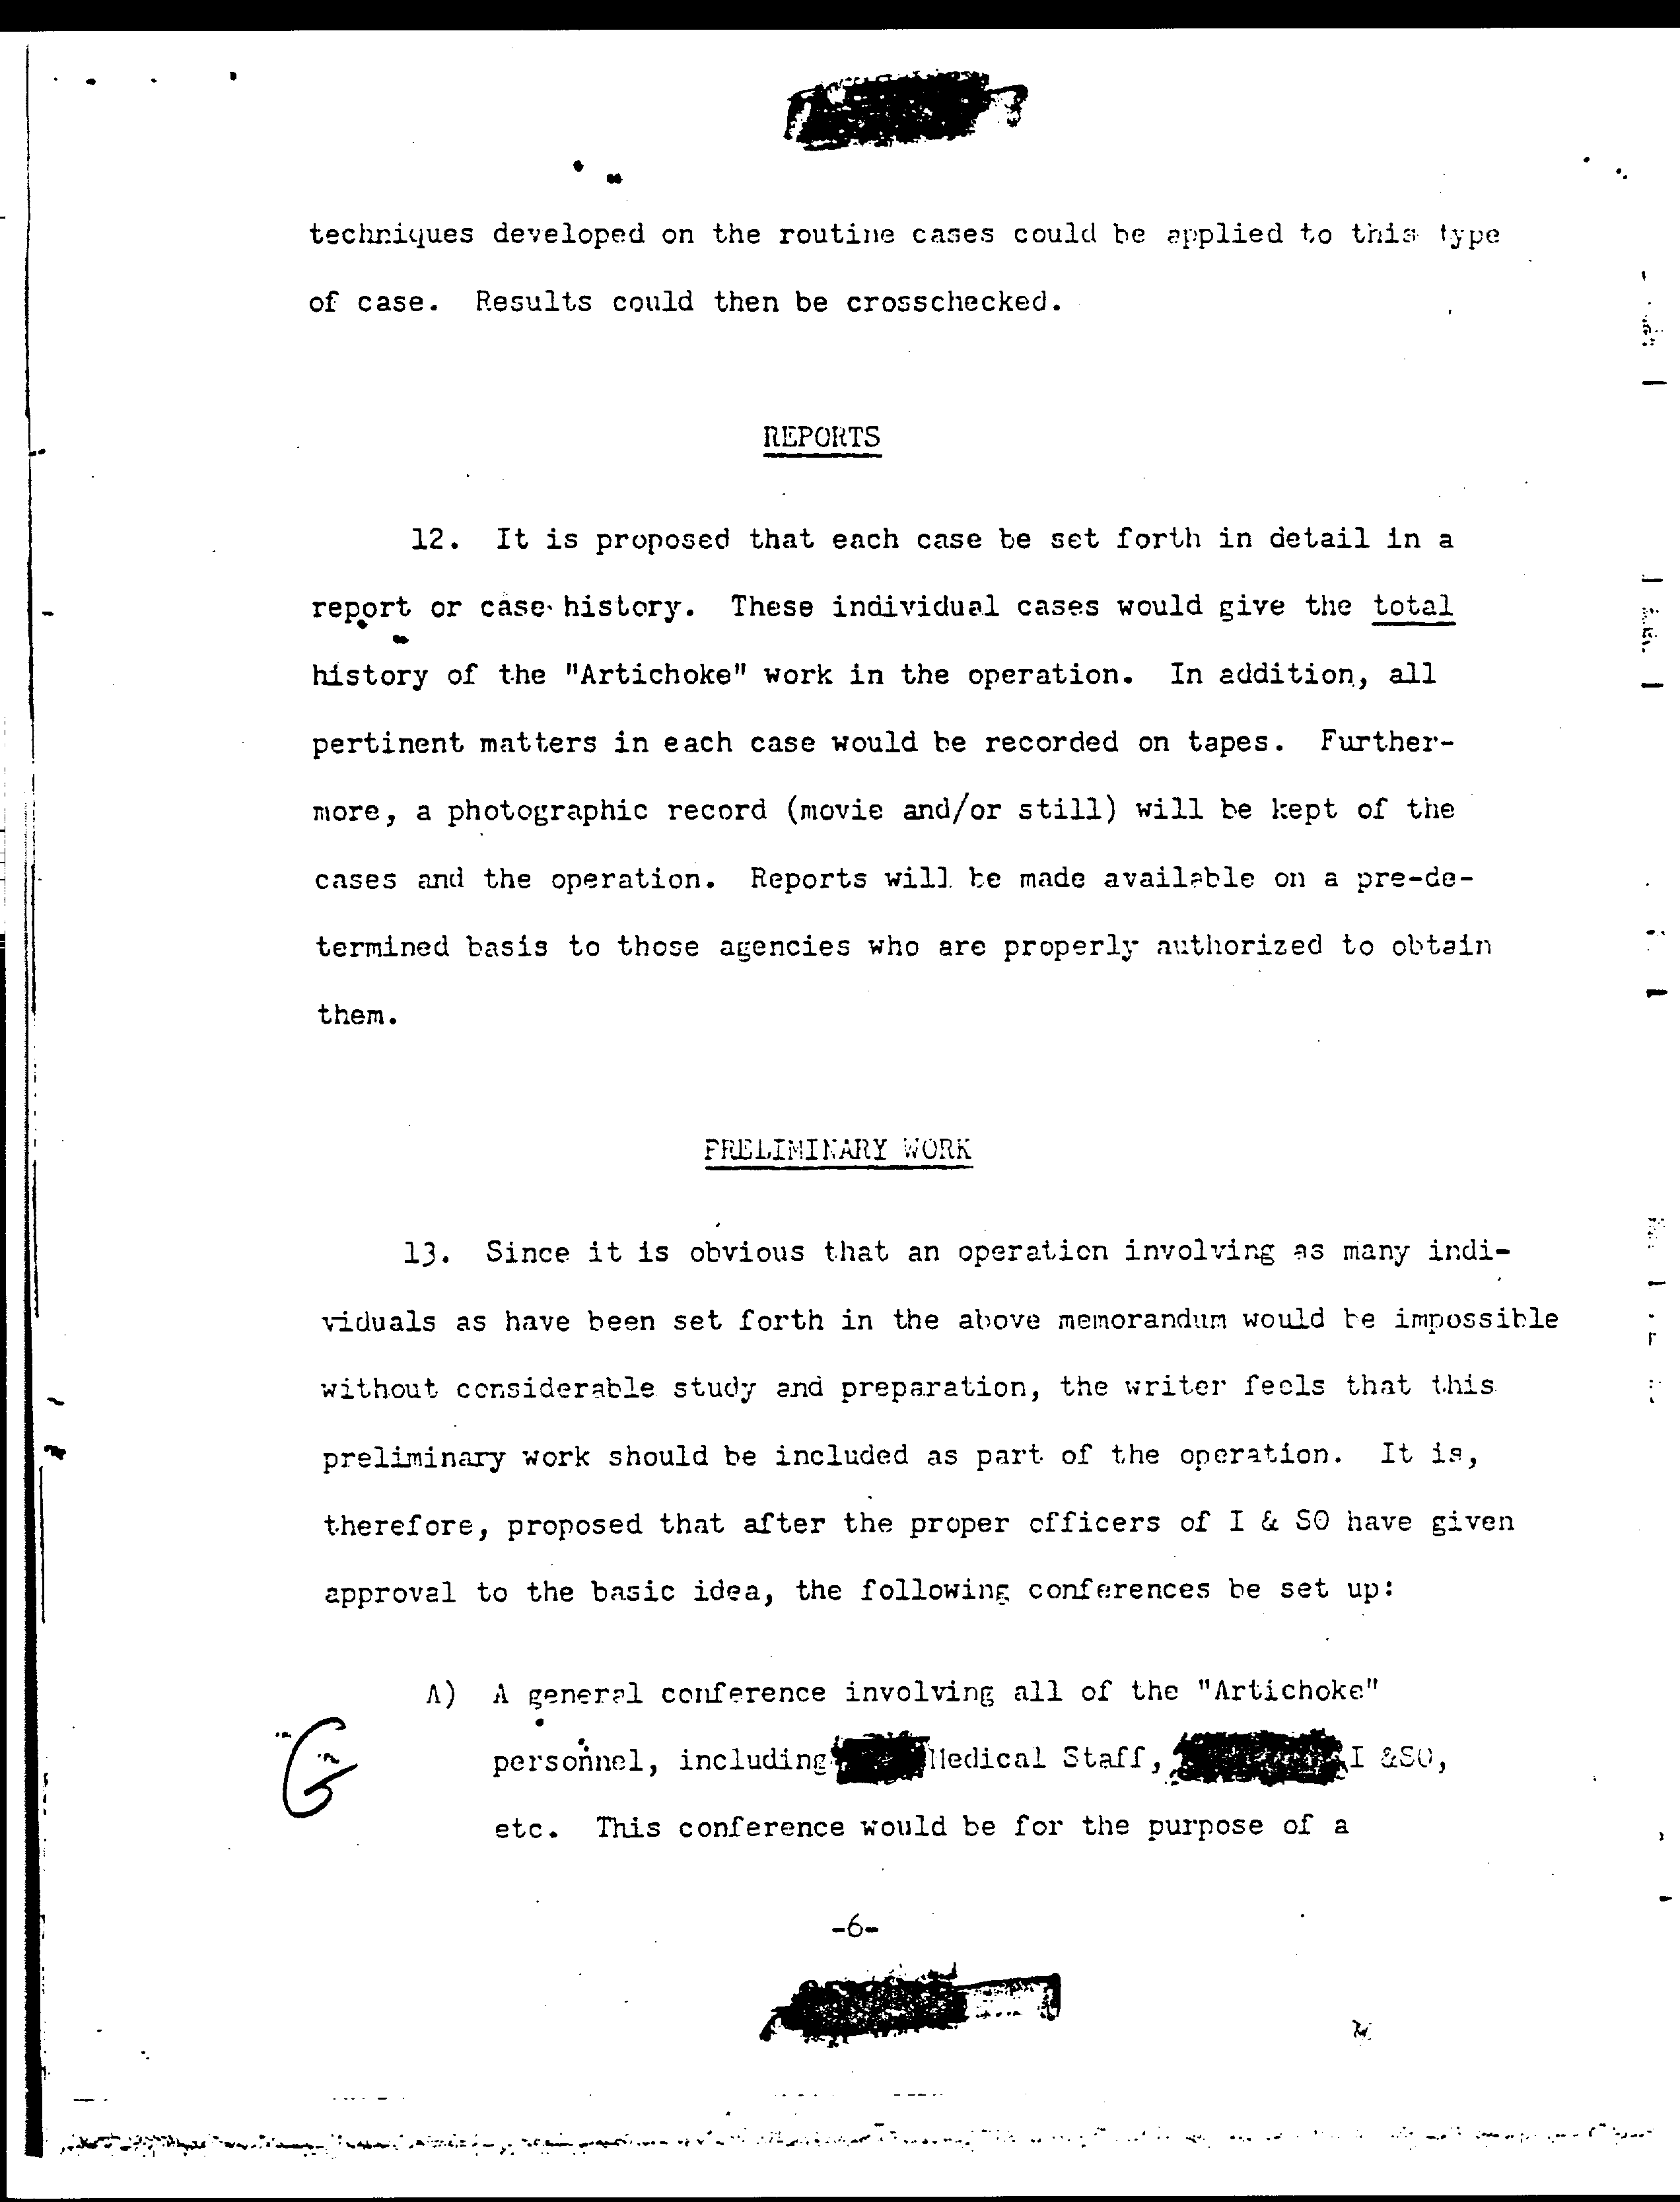 techniques developed on the routine cases could be applied to this type
of case. Results could then be crosschecked.
REPORTS
12. It is proposed that each case be set forth in detail in a
report or case history. These individual cases would give the total
history of the "Artichoke" work in the operation. In addition, all
pertinent matters in each case would be recorded on tapes. Further-
more, a photographic record (movie and/or still) will be kept of the
cases and the operation. Reports will be made available on a pre-de-
termined basis to those agencies who are properly authorized to obtain
them.
PRELIMINARY WORK
13. Since it is obvious that an operation involving as many indi-
viduals as have been set forth in the above memorandum would be impossible
without considerable study and preparation, the writer feels that this
preliminary work should be included as part of the operation. It is,
therefore, proposed that after the proper officers of I & SO have given
approval to the basic idea, the following conferences be set up:
A) A general conference involving all of the "Artichoke"
personnel, including Medical Staff, I &SO,
etc. This conference would be for the purpose of a
-6-